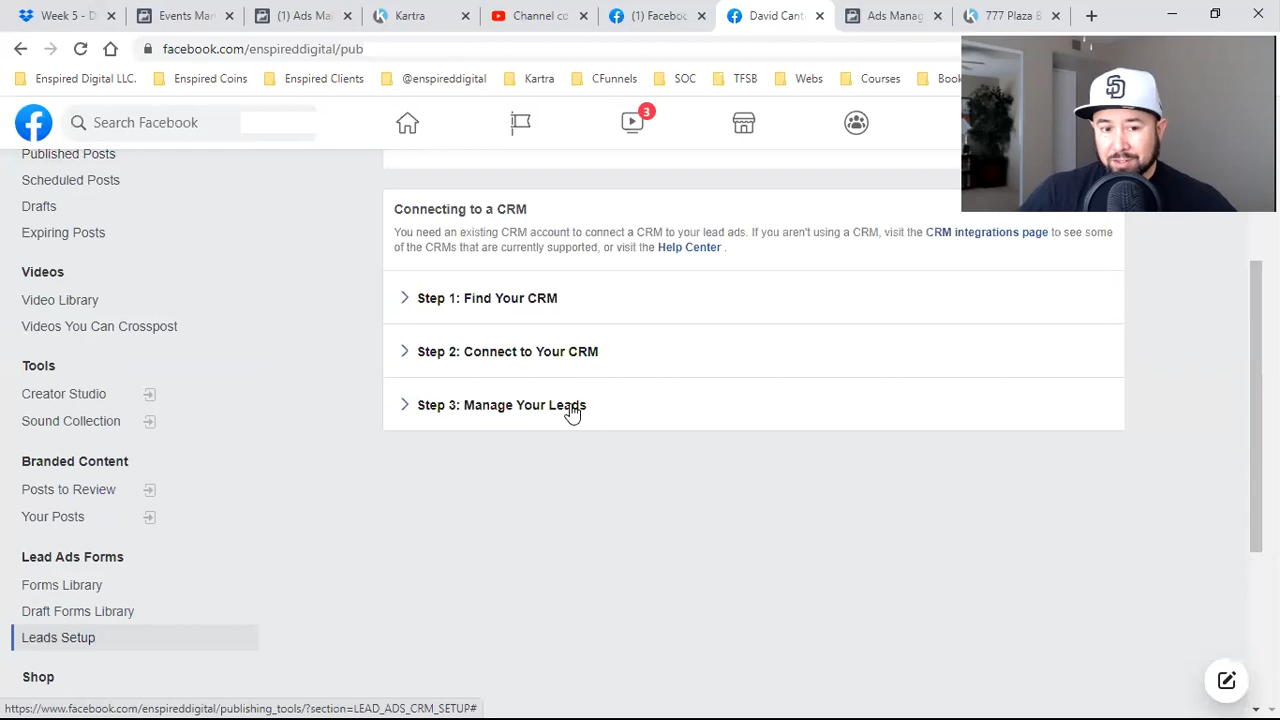 Week 5 - D
Events Mar
(1) Ads Ma
Kartra
Channel co
(1) Faceboo
David Cant
Ads Manag
777 Plaza B
facebook.com/enspireddigital/pub
Enspired Digital LLC.
Enspired Coins
Enspired Clients
@enspireddigital
Kartra
CFunnels
SOC
TFSB
Webs
Courses
Book
Search Facebook
3
SD
Published Posts
Scheduled Posts
Drafts
Expiring Posts
Videos
Video Library
Videos You Can Crosspost
Tools
Creator Studio
Sound Collection
Branded Content
Posts to Review
Your Posts
Lead Ads Forms
Forms Library
Draft Forms Library
Leads Setup
Shop
Connecting to a CRM
You need an existing CRM account to connect a CRM to your lead ads. If you aren't using a CRM, visit the CRM integrations page to see some
of the CRMs that are currently supported, or visit the Help Center .
Step 1: Find Your CRM
Step 2: Connect to Your CRM
Step 3: Manage Your Leads
https://www.facebook.com/enspireddigital/publishing_tools/?section=LEAD_ADS_CRM_SETUP#